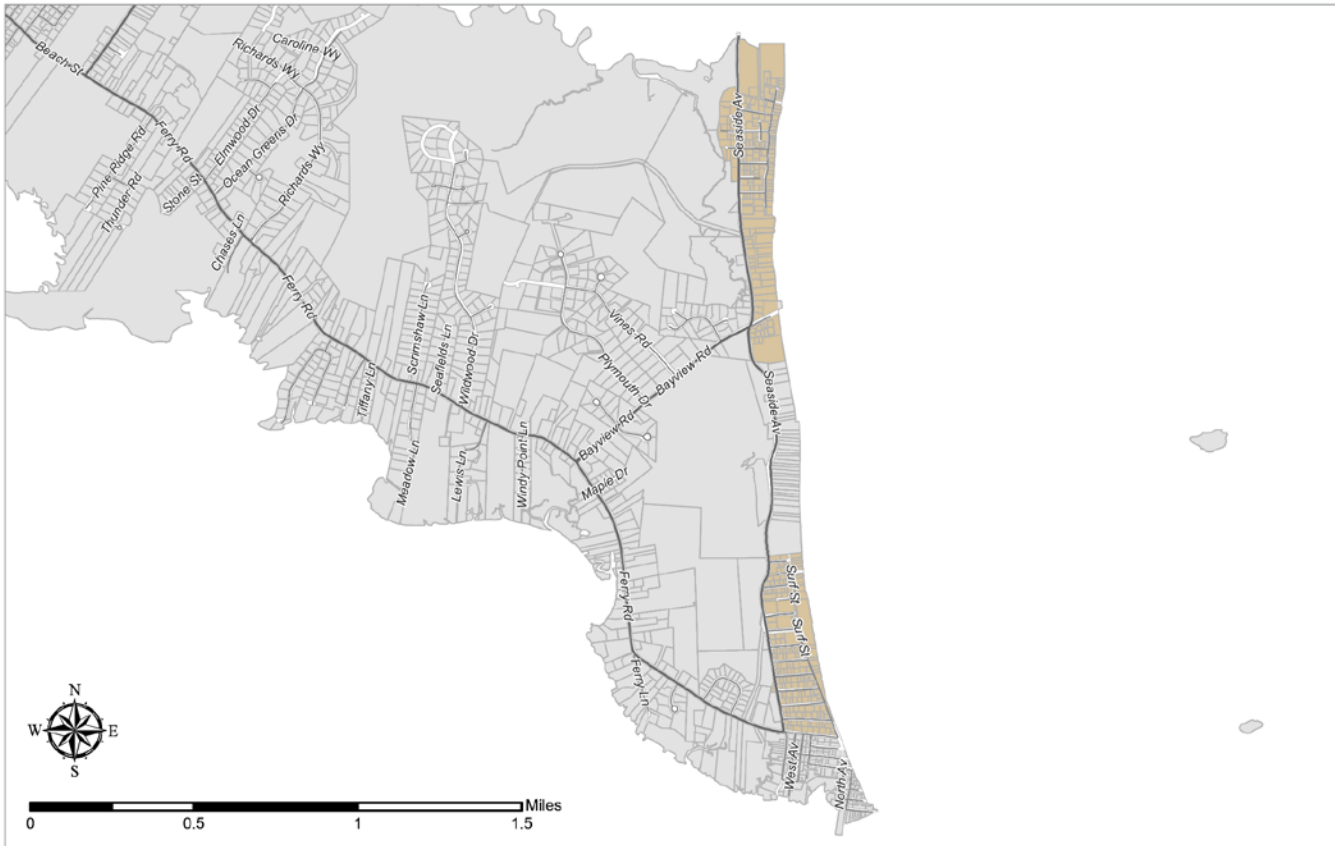 Beach St
Caroline Wy
Richards Wy
Ferry Rd
Elmwood Dr
Ocean Greens Dr
Pine Ridge Rd
Thunder Rd
Stone St
Richards Wy
Chases Ln
Seaside Av
Ferry Rd
Vines Rd
Scrimshaw Ln
Seafields Ln
Wildwood Dr
Tiffany Ln
Plymouth Dr
Bayview Rd
Seaside Av
Bayview Rd
Meadow Ln
Lewis Ln
Windy Point Ln
Maple Dr
Ferry Rd
Surf St
Surf St
Ferry Ln
West Av
North Av
N
W
E
S
Miles
0
0.5
1
1.5